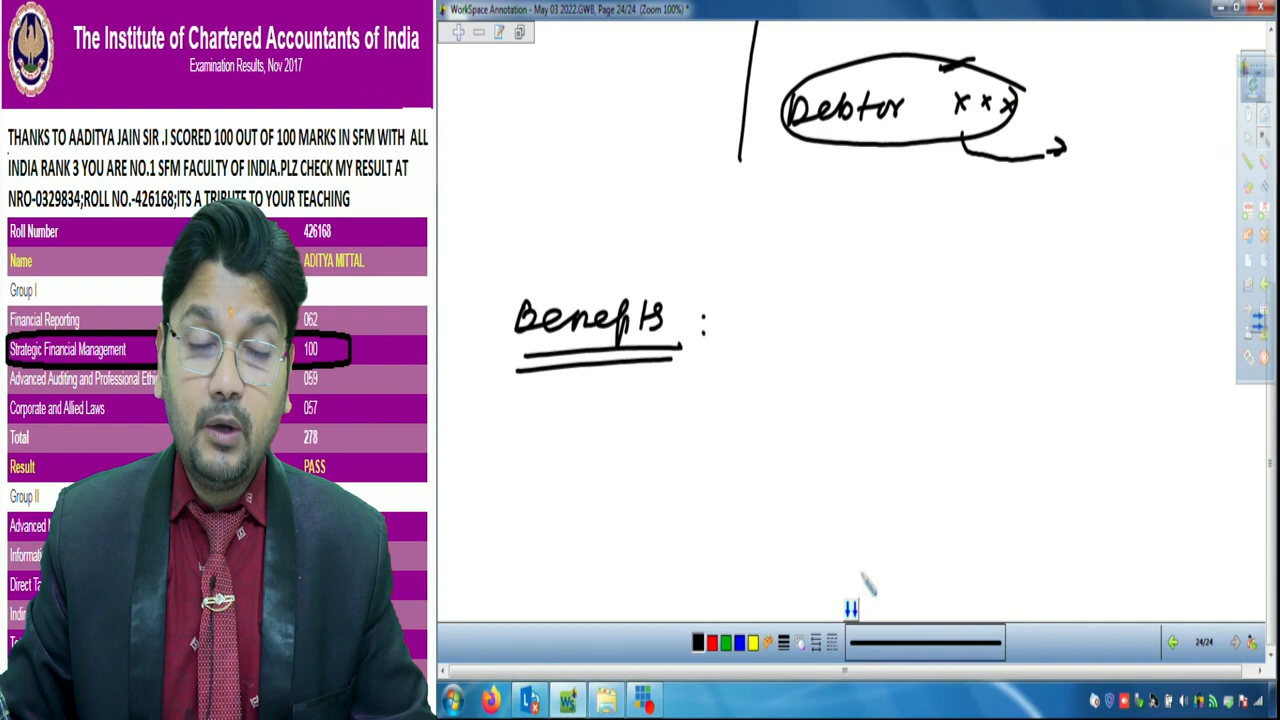 The Institute of Chartered Accountants of India
Examination Results, Nov 2017
THANKS TO AADITYA JAIN SIR .I SCORED 100 OUT OF 100 MARKS IN SFM WITH ALL
INDIA RANK 3 YOU ARE NO.1 SFM FACULTY OF INDIA.PLZ CHECK MY RESULT AT
NRO-0329834;ROLL NO.-426168;ITS A TRIBUTE TO YOUR TEACHING
Roll Number 426168
Name ADITYA MITTAL
Group I
Financial Reporting 062
Strategic Financial Management 100
Advanced Auditing and Professional Eth 059
Corporate and Allied Laws 057
Total 278
Result PASS
Group II
Advanced
Informati
Direct Ta
Indir
WorkSpace Annotation - May 03 2022.GWB, Page 24/24 (Zoom 100%) *
Debtor x x x
Benefits :
24/24